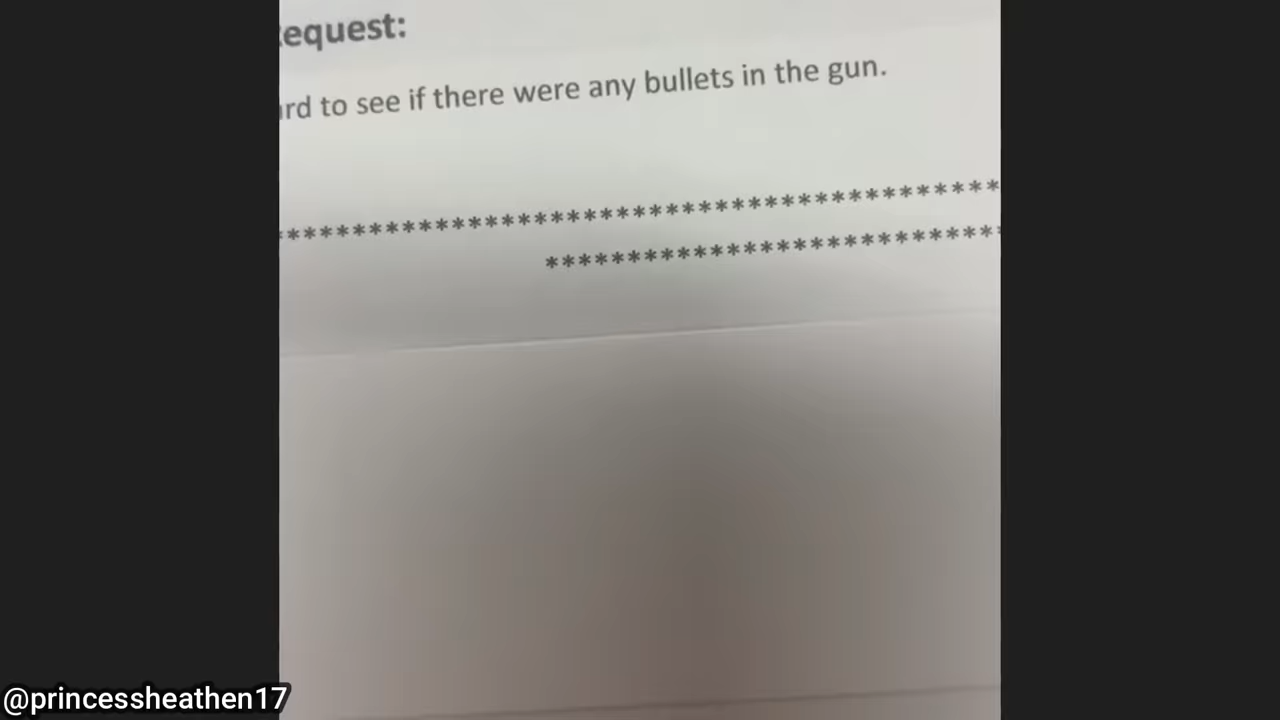 equest:
rd to see if there were any bullets in the gun.
******************************************** 
****************************
@princessheathen17